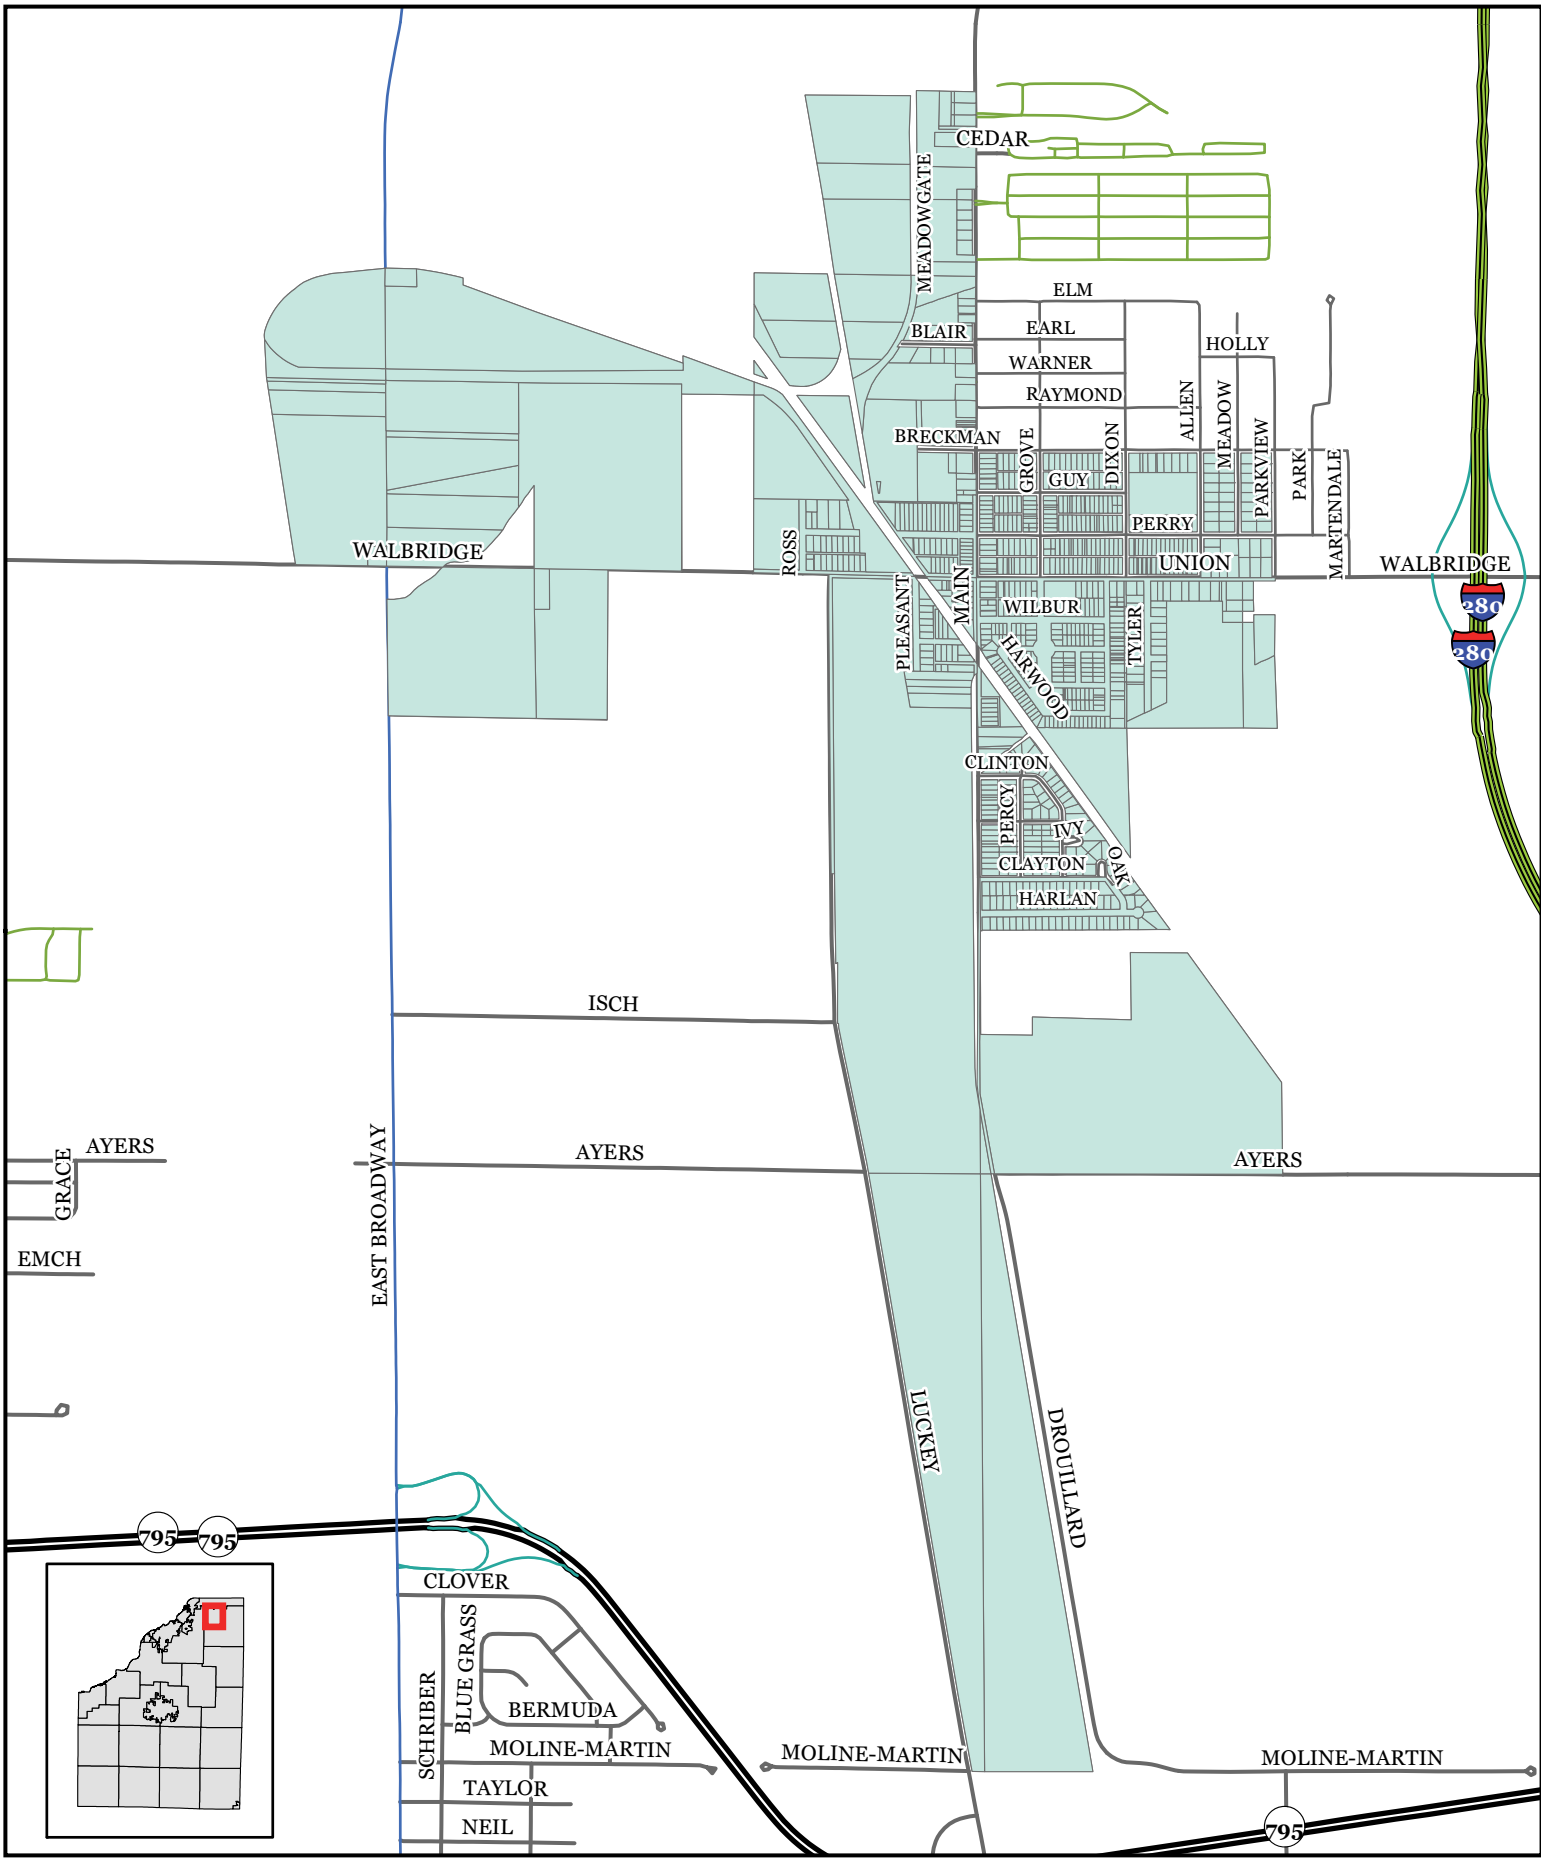 CEDAR
MEADOWGATE
ELM
BLAIR
EARL
HOLLY
WARNER
RAYMOND
ALLEN
MEADOW
BRECKMAN
GROVE
DIXON
PARKVIEW
PARK
MARTENDALE
GUY
PERRY
ROSS
WALBRIDGE
UNION
WALBRIDGE
280
280
PLEASANT
MAIN
WILBUR
TYLER
HARWOOD
CLINTON
PERCY
IVY
CLAYTON
OAK
HARLAN
ISCH
AYERS
GRACE
EAST BROADWAY
AYERS
AYERS
EMCH
LUCKEY
DROUILLARD
795
795
CLOVER
BLUE GRASS
SCHRIBER
BERMUDA
MOLINE-MARTIN
MOLINE-MARTIN
MOLINE-MARTIN
TAYLOR
NEIL
795